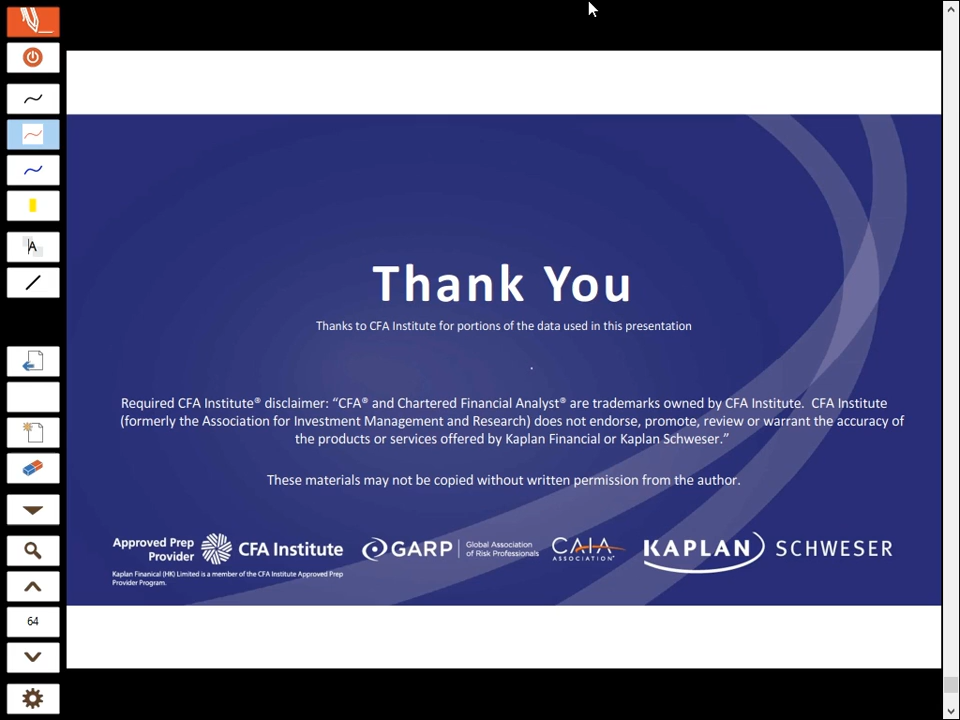 Thank You
Thanks to CFA Institute for portions of the data used in this presentation
.
Required CFA Institute® disclaimer: “CFA® and Chartered Financial Analyst® are trademarks owned by CFA Institute.  CFA Institute
(formerly the Association for Investment Management and Research) does not endorse, promote, review or warrant the accuracy of
the products or services offered by Kaplan Financial or Kaplan Schweser.”
These materials may not be copied without written permission from the author.
Approved Prep
Provider
CFA Institute
Kaplan Finanical (HK) Limited is a member of the CFA Institute Approved Prep
Provider Program.
GARP
Global Association
of Risk Professionals
CAIA
ASSOCIATION®
KAPLAN SCHWESER
A
64